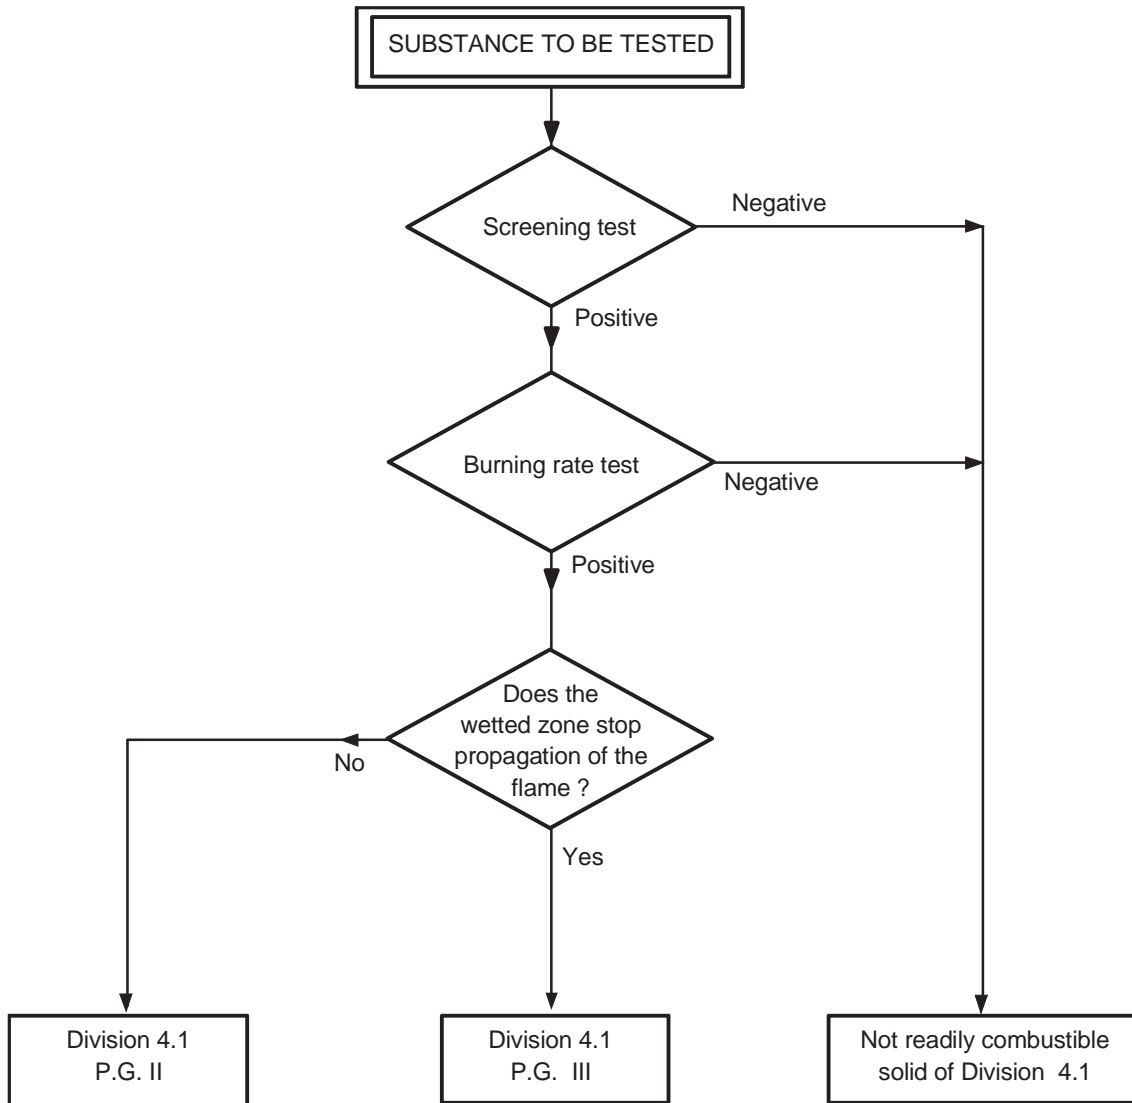 SUBSTANCE TO BE TESTED
Negative
Screening test
Positive
Burning rate test
Negative
Positive
Does the
wetted zone stop
propagation of the
flame ?
No
Yes
Division 4.1
P.G. II
Division 4.1
P.G. III
Not readily combustible
solid of Division 4.1